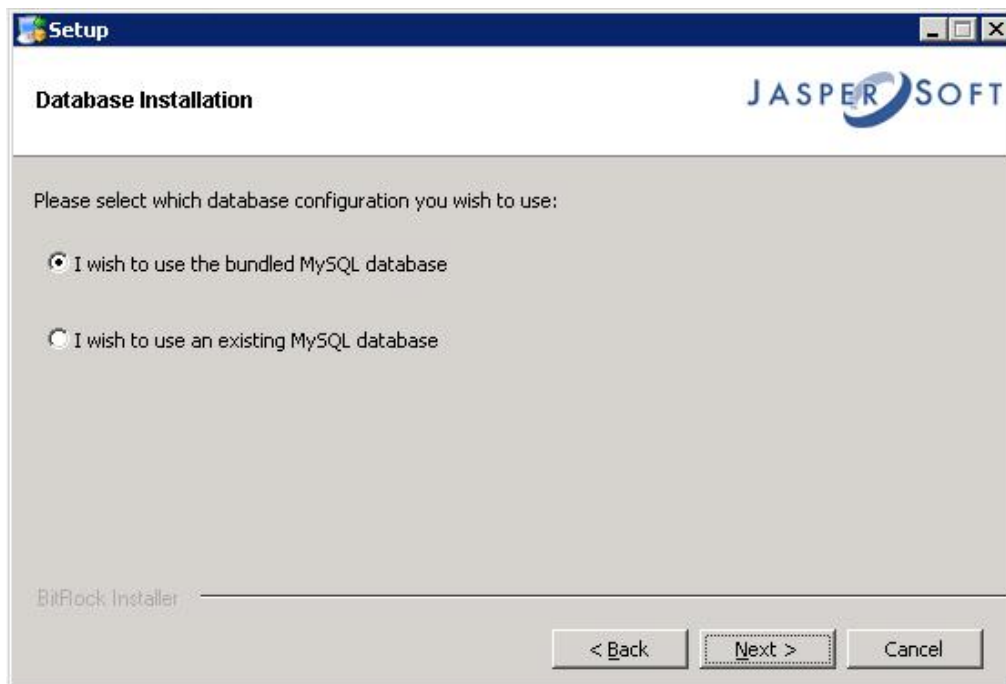 Setup
Database Installation
JASPERSOFT
Please select which database configuration you wish to use:
I wish to use the bundled MySQL database
I wish to use an existing MySQL database
BitRock Installer
< Back
Next >
Cancel